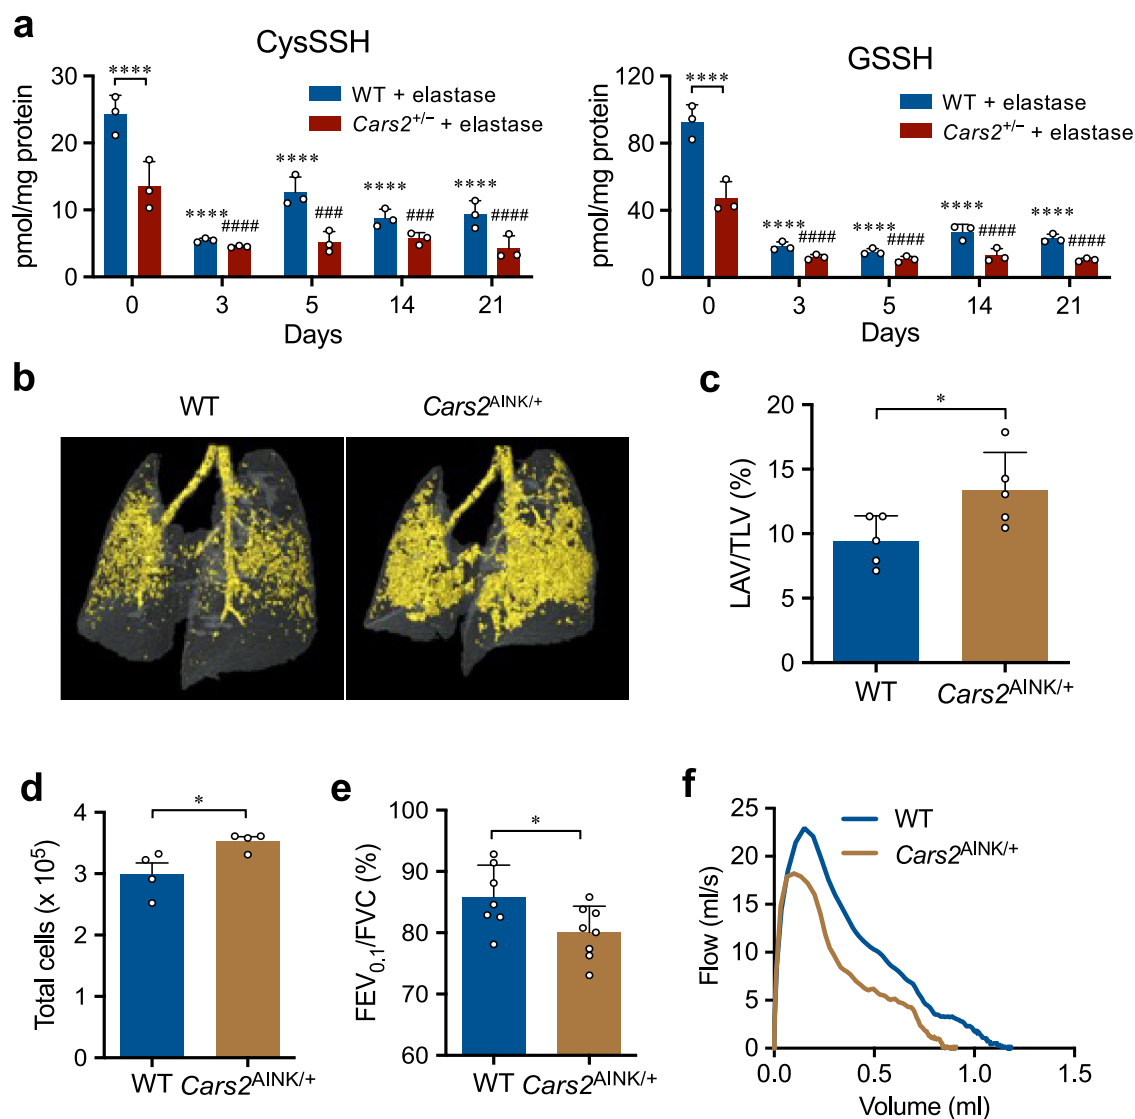 a
CysSSH
pmol/mg protein
30
20
10
0
WT + elastase
Cars2+/− + elastase
****
****
####
****
###
****
###
****
####
0 3 5 14 21
Days
GSSH
pmol/mg protein
120
80
40
0
WT + elastase
Cars2+/− + elastase
****
****
####
****
####
****
####
****
####
0 3 5 14 21
Days
b
WT
Cars2AINK/+
c
LAV/TLV (%)
20
15
10
5
0
*
WT
Cars2AINK/+
d
Total cells (x 10⁵)
4
3
2
1
0
*
WT Cars2AINK/+
e
FEV0.1/FVC (%)
100
90
80
70
60
*
WT Cars2AINK/+
f
Flow (ml/s)
25
20
15
10
5
0
WT
Cars2AINK/+
0.0 0.5 1.0 1.5
Volume (ml)